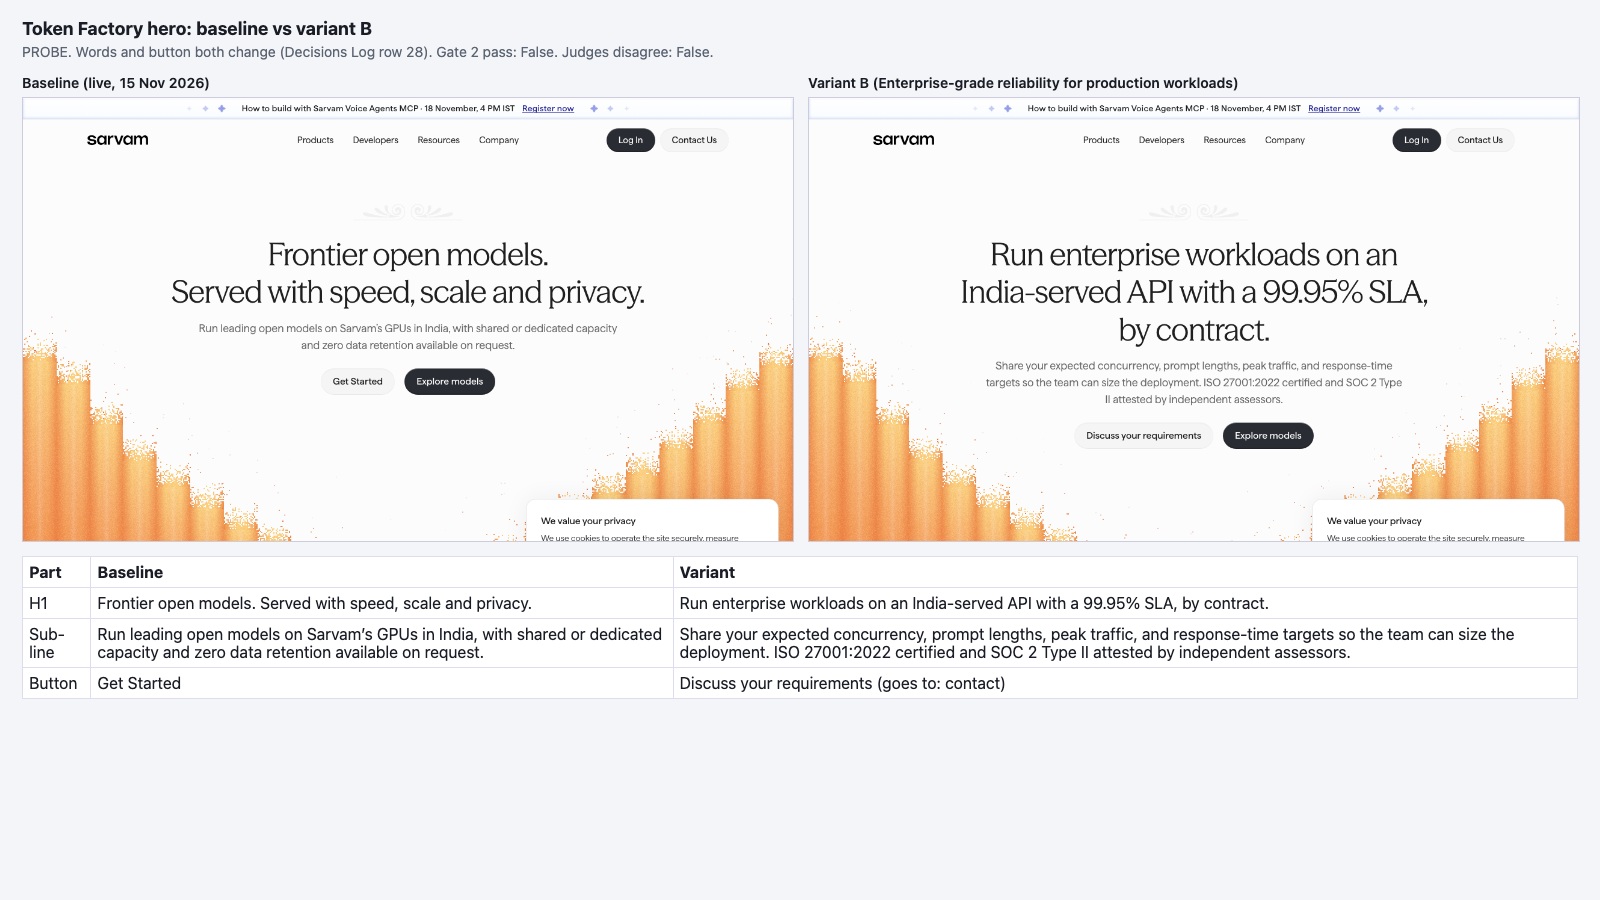 Token Factory hero: baseline vs variant B
PROBE. Words and button both change (Decisions Log row 28). Gate 2 pass: False. Judges disagree: False.
Baseline (live, 15 Nov 2026)
How to build with Sarvam Voice Agents MCP · 18 November, 4 PM IST Register now
sarvam Products Developers Resources Company Log In Contact Us
Frontier open models.
Served with speed, scale and privacy.
Run leading open models on Sarvam's GPUs in India, with shared or dedicated capacity
and zero data retention available on request.
Get Started Explore models
We value your privacy
We use cookies to operate the site securely, measure
Variant B (Enterprise-grade reliability for production workloads)
How to build with Sarvam Voice Agents MCP · 18 November, 4 PM IST Register now
sarvam Products Developers Resources Company Log In Contact Us
Run enterprise workloads on an
India-served API with a 99.95% SLA,
by contract.
Share your expected concurrency, prompt lengths, peak traffic, and response-time
targets so the team can size the deployment. ISO 27001:2022 certified and SOC 2 Type
II attested by independent assessors.
Discuss your requirements Explore models
We value your privacy
We use cookies to operate the site securely, measure
Part Baseline Variant
H1 Frontier open models. Served with speed, scale and privacy. Run enterprise workloads on an India-served API with a 99.95% SLA, by contract.
Sub-
line
Run leading open models on Sarvam’s GPUs in India, with shared or dedicated
capacity and zero data retention available on request.
Share your expected concurrency, prompt lengths, peak traffic, and response-time targets so the team can size the
deployment. ISO 27001:2022 certified and SOC 2 Type II attested by independent assessors.
Button Get Started Discuss your requirements (goes to: contact)